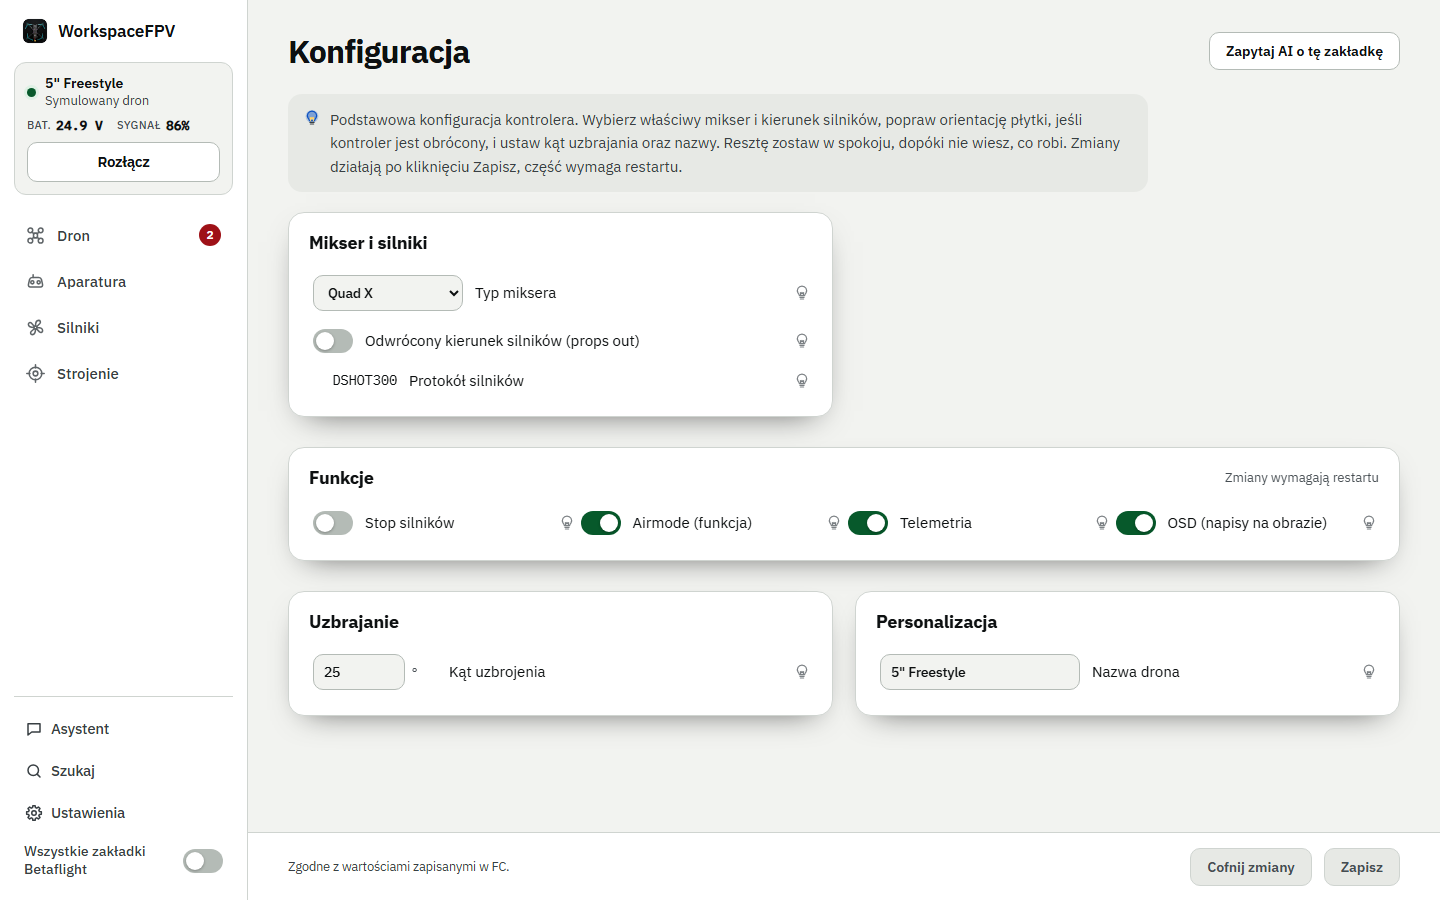 WorkspaceFPV
5" Freestyle
Symulowany dron
BAT. 24.9 V SYGNAŁ 86%
Rozłącz
Dron 2
Aparatura
Silniki
Strojenie
Asystent
Szukaj
Ustawienia
Wszystkie zakładki
Betaflight
Konfiguracja
Zapytaj AI o tę zakładkę
Podstawowa konfiguracja kontrolera. Wybierz właściwy mikser i kierunek silników, popraw orientację płytki, jeśli
kontroler jest obrócony, i ustaw kąt uzbrajania oraz nazwy. Resztę zostaw w spokoju, dopóki nie wiesz, co robi. Zmiany
działają po kliknięciu Zapisz, część wymaga restartu.
Mikser i silniki
Quad X Typ miksera
Odwrócony kierunek silników (props out)
DSHOT300 Protokół silników
Funkcje
Zmiany wymagają restartu
Stop silników Airmode (funkcja) Telemetria OSD (napisy na obrazie)
Uzbrajanie
25 ° Kąt uzbrojenia
Personalizacja
5" Freestyle Nazwa drona
Zgodne z wartościami zapisanymi w FC.
Cofnij zmiany
Zapisz